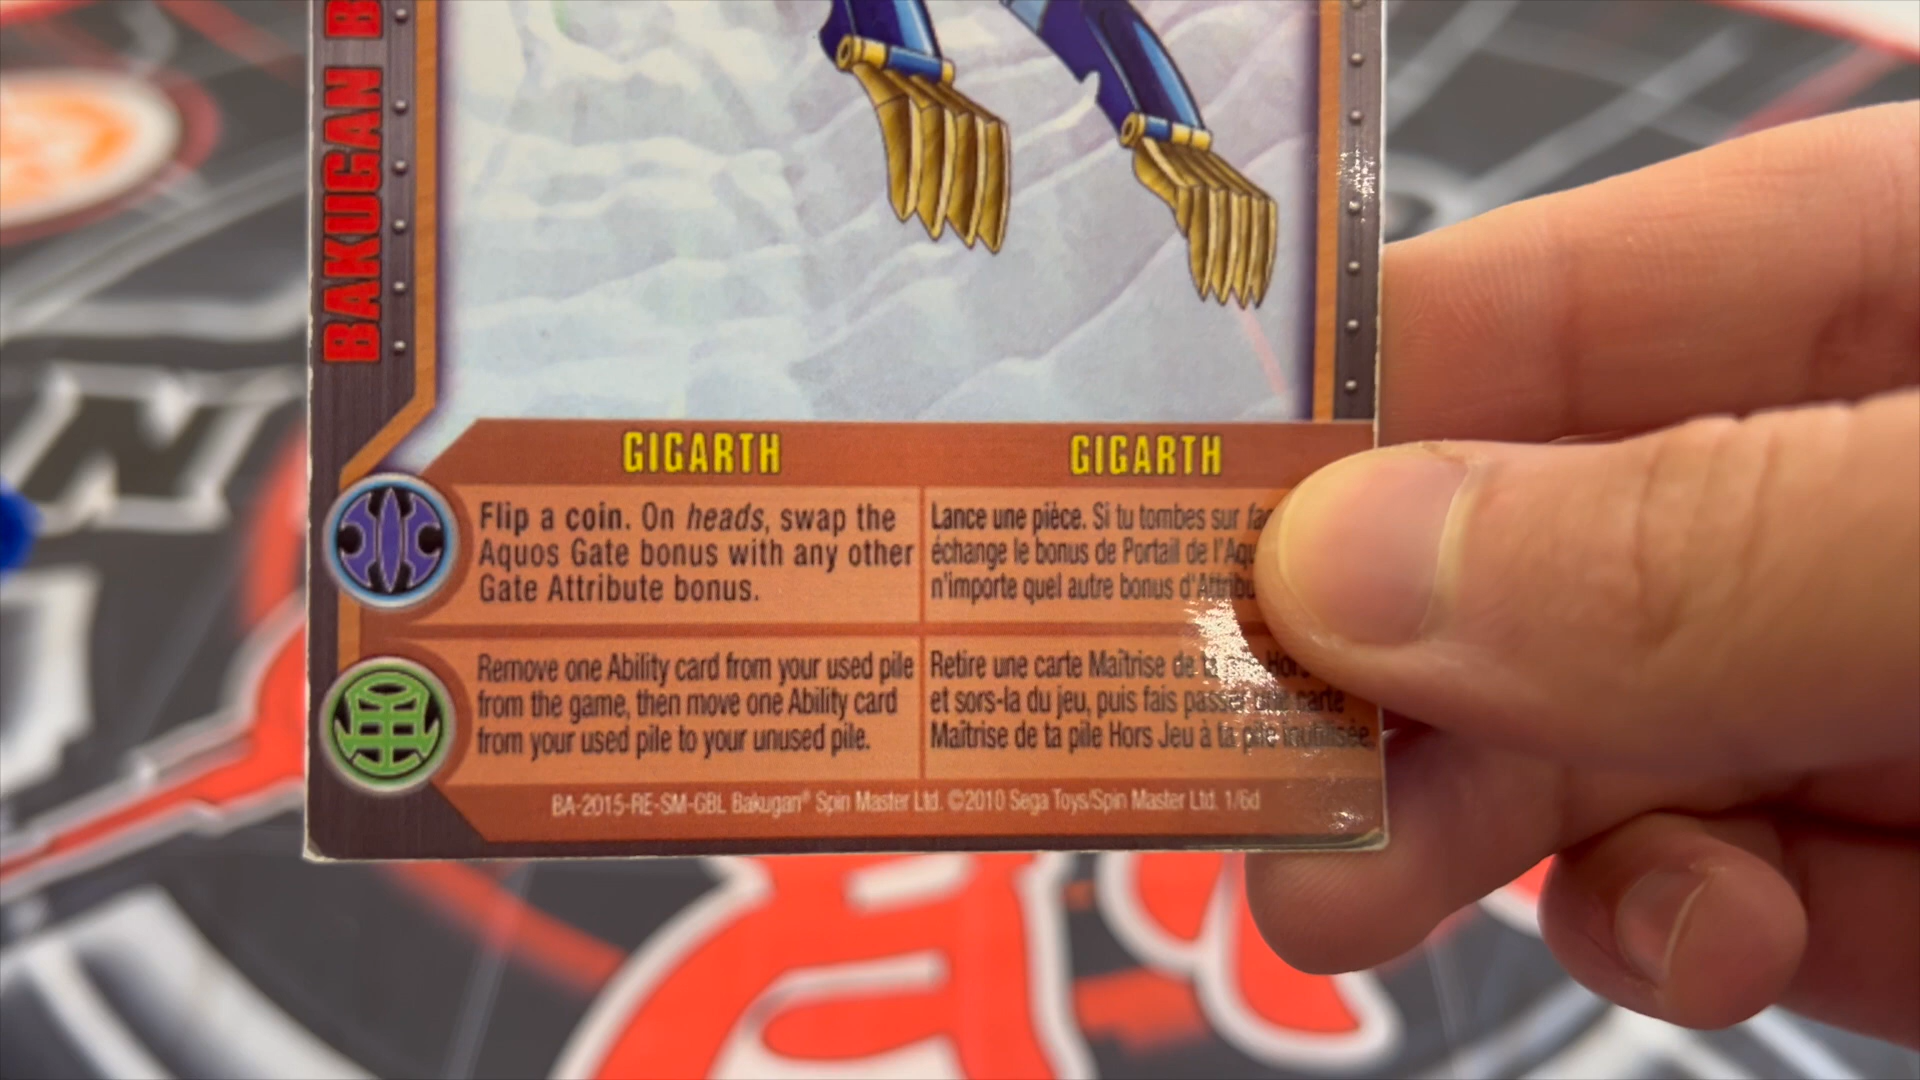 BAKUGAN B
GIGARTH
Flip a coin. On heads, swap the
Aquos Gate bonus with any other
Gate Attribute bonus.
Remove one Ability card from your used pile
from the game, then move one Ability card
from your used pile to your unused pile.
GIGARTH
Lance une pièce. Si tu tombes sur
échange le bonus de Portail de
n'importe quel autre bonus
Retire une carte Maîtrise de
et sors-la du jeu, puis fais passer une carte
Maîtrise de ta pile Hors Jeu à ta pile inutilisée
BA-2015-RE-SM-GBL Bakugan® Spin Master Ltd. ©2010 Sega Toys/Spin Master Ltd. 1/6d